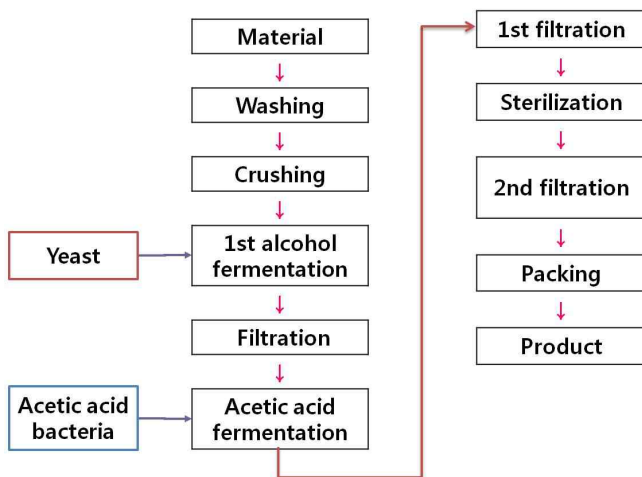 Material
↓
Washing
↓
Crushing
↓
Yeast
1st alcohol
fermentation
↓
Filtration
↓
Acetic acid
bacteria
Acetic acid
fermentation
1st filtration
↓
Sterilization
↓
2nd filtration
↓
Packing
↓
Product